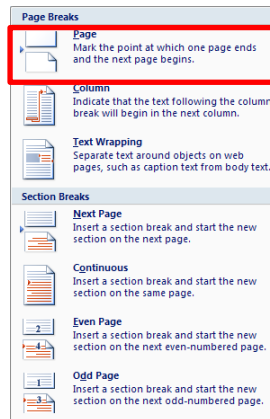 Page Breaks
Page
Mark the point at which one page ends
and the next page begins.
Column
Indicate that the text following the column
break will begin in the next column.
Text Wrapping
Separate text around objects on web
pages, such as caption text from body text.
Section Breaks
Next Page
Insert a section break and start the new
section on the next page.
Continuous
Insert a section break and start the new
section on the same page.
2
4
Even Page
Insert a section break and start the new
section on the next even-numbered page.
1
3
Odd Page
Insert a section break and start the new
section on the next odd-numbered page.